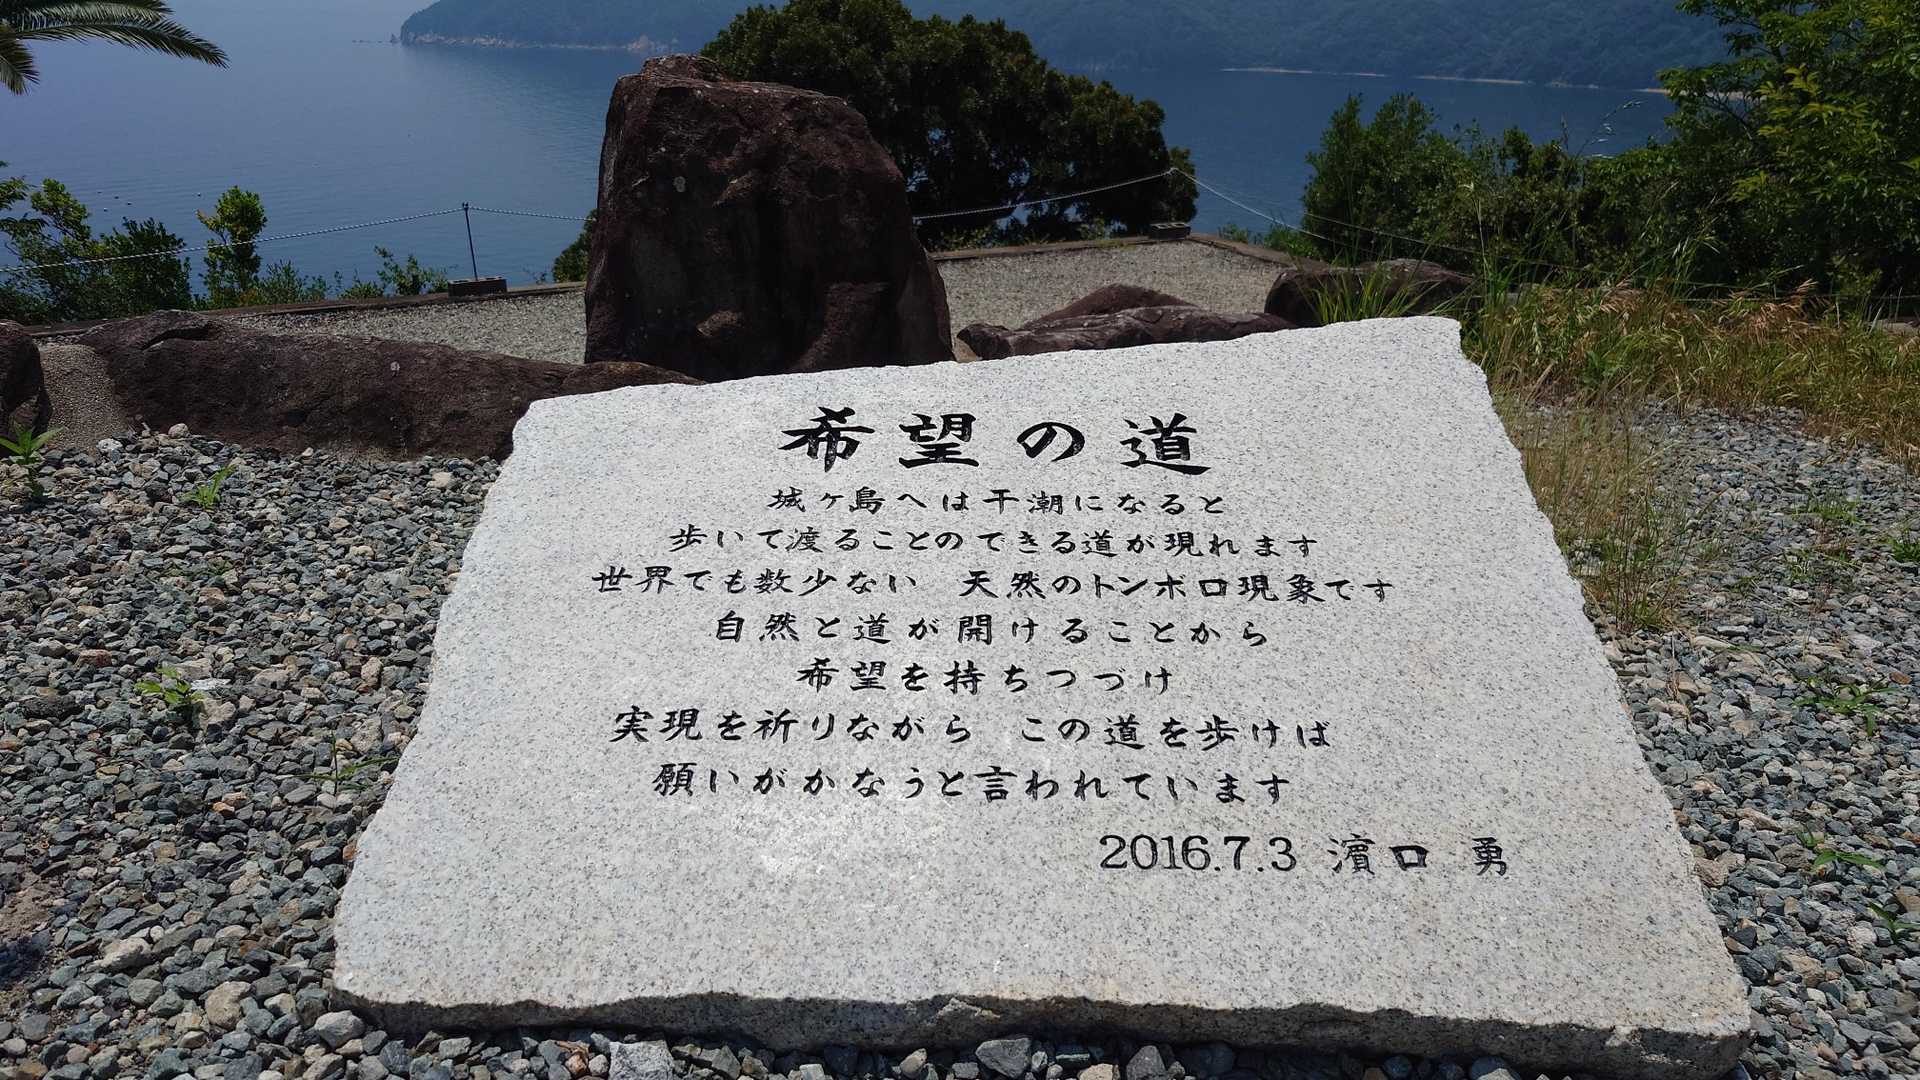 希望の道
城ヶ島へは干潮になると
歩いて渡ることのできる道が現れます
世界でも数少ない　天然のトンボロ現象です
自然と道が開けることから
希望を持ちつづけ
実現を祈りながら　この道を歩けば
願いがかなうと言われています
2016.7.3 濵口 勇